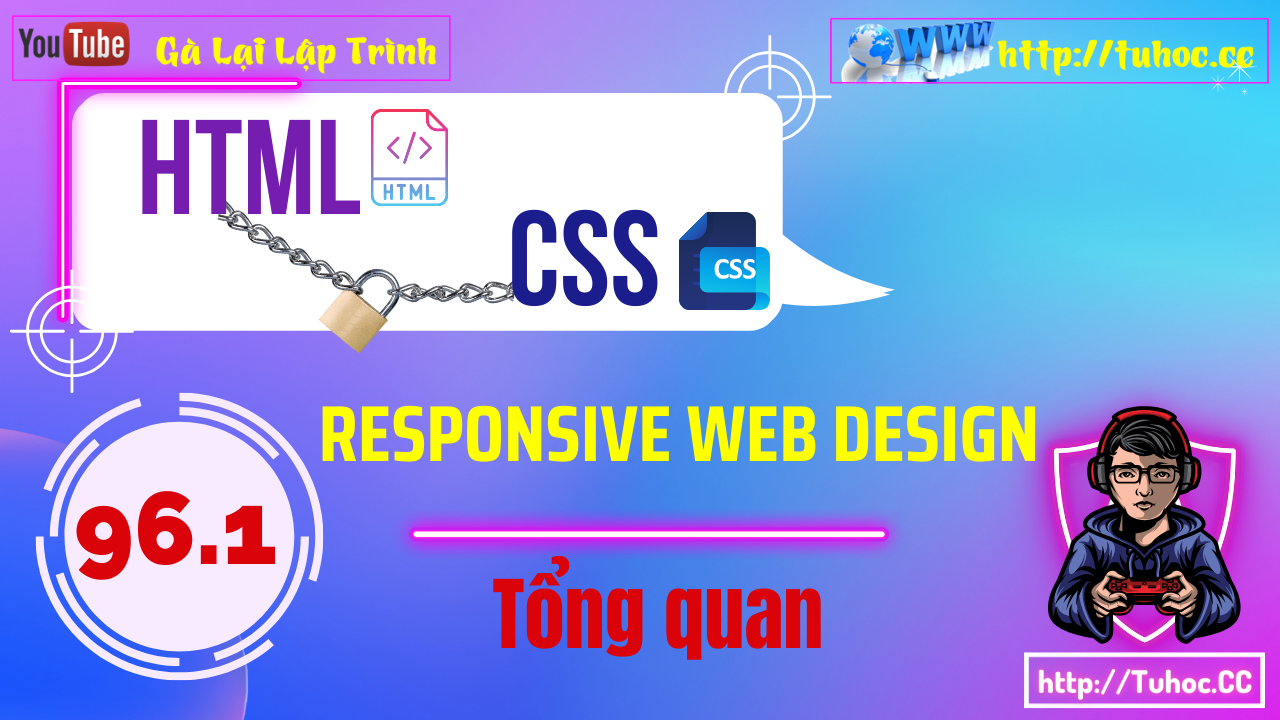 YouTube
Gà Lại Lập Trình
WWW
http://tuhoc.cc
HTML
HTML
CSS
CSS
RESPONSIVE WEB DESIGN
96.1
Tổng quan
http://Tuhoc.CC